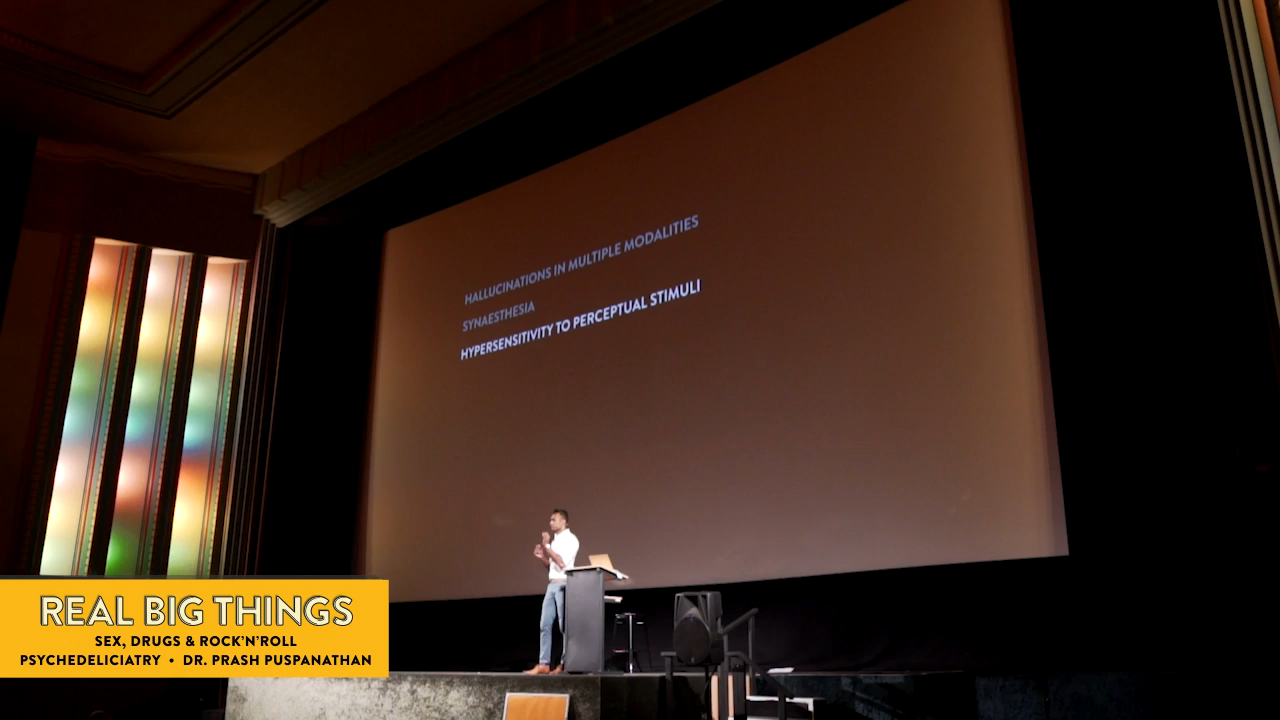 HALLUCINATIONS IN MULTIPLE MODALITIES
SYNAESTHESIA
HYPERSENSITIVITY TO PERCEPTUAL STIMULI
REAL BIG THINGS
SEX, DRUGS & ROCK'N'ROLL
PSYCHEDELICIATRY • DR. PRASH PUSPANATHAN